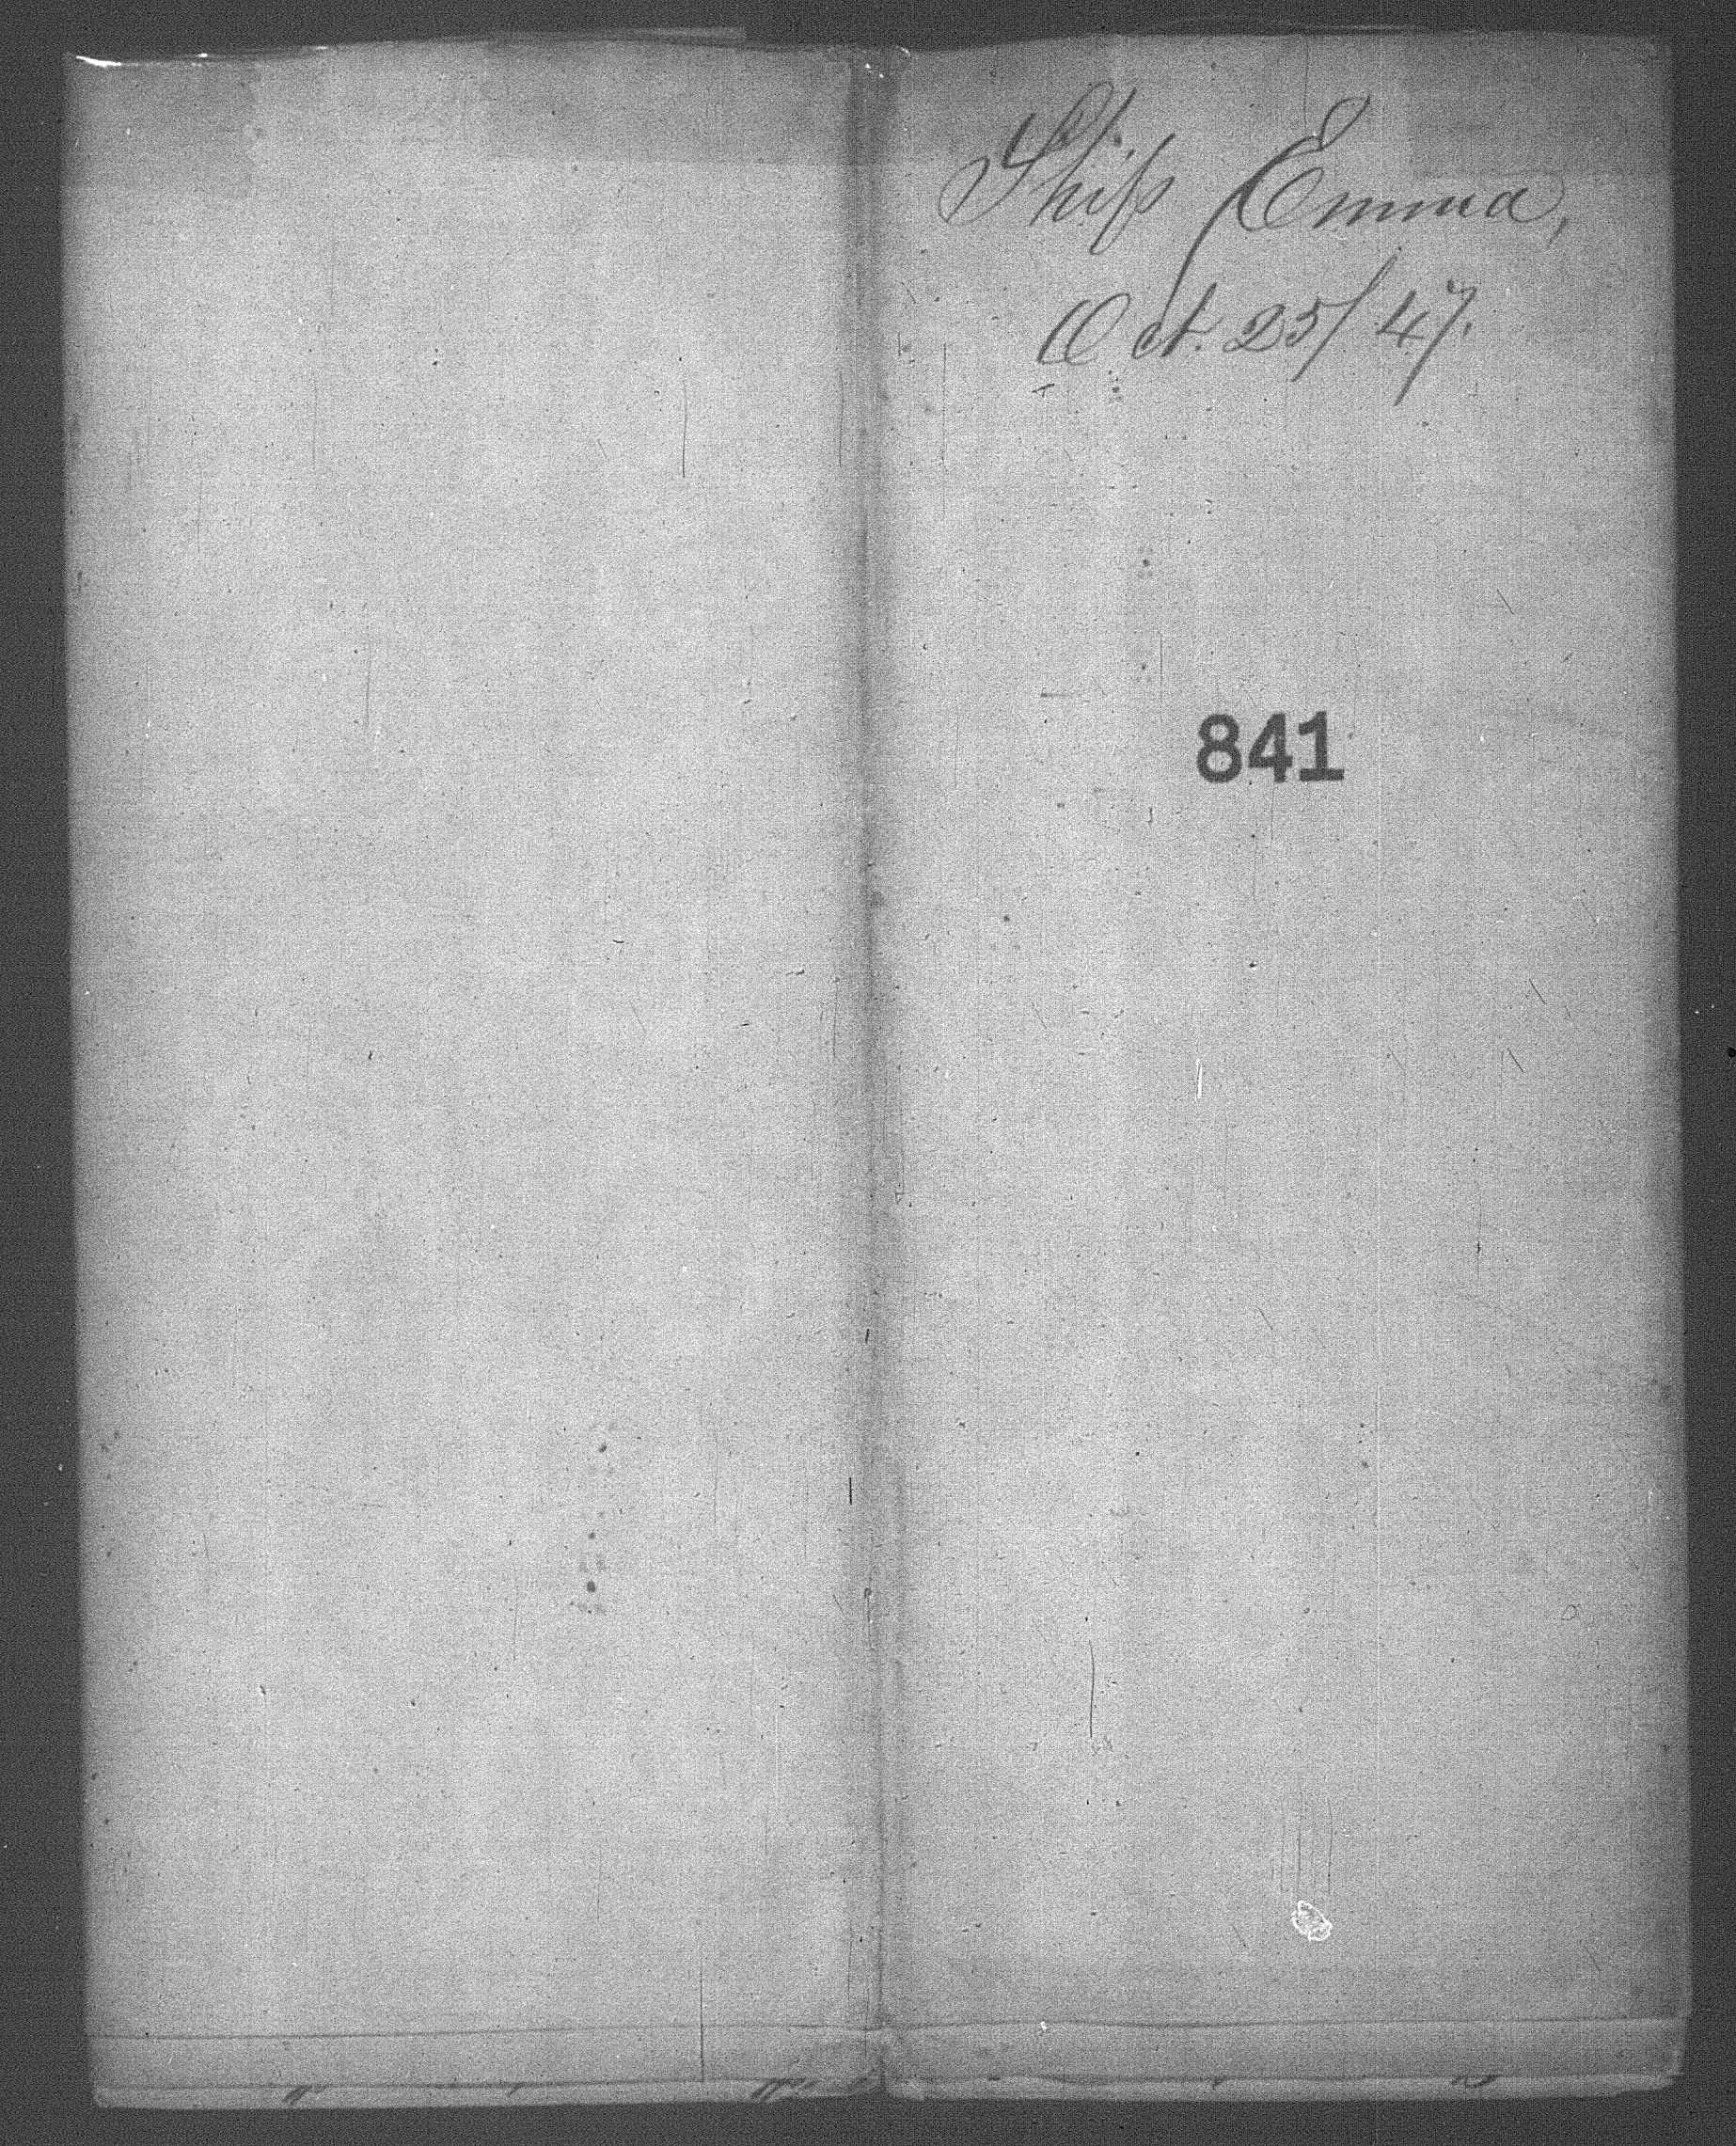 Ship Emma,
Oct. 25/47.
841